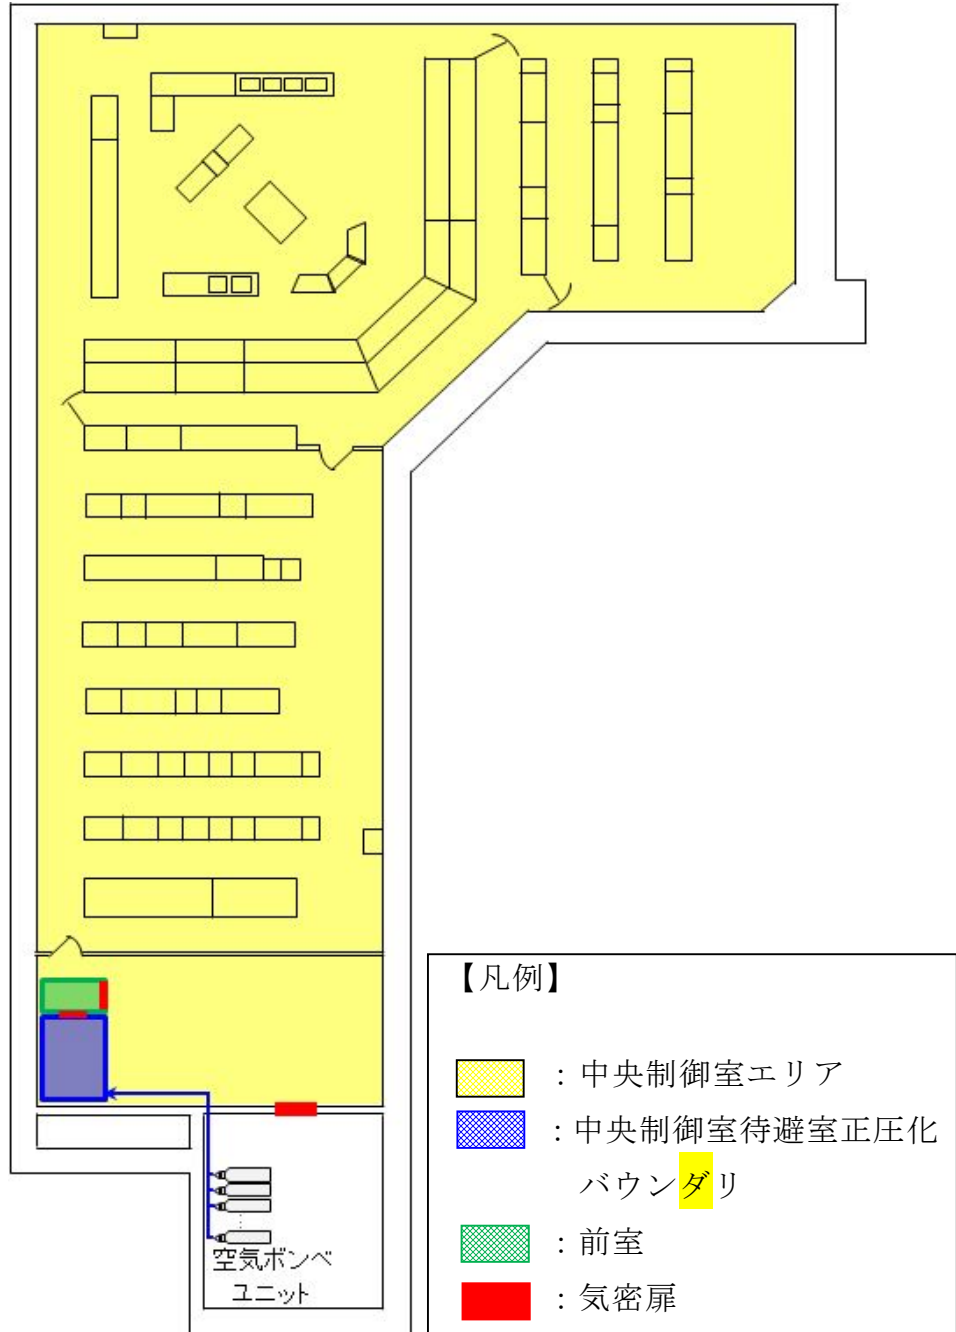 【凡例】
：中央制御室エリア
：中央制御室待避室正圧化
バウンダリ
：前室
：気密扉
空気ボンベ
ユニット